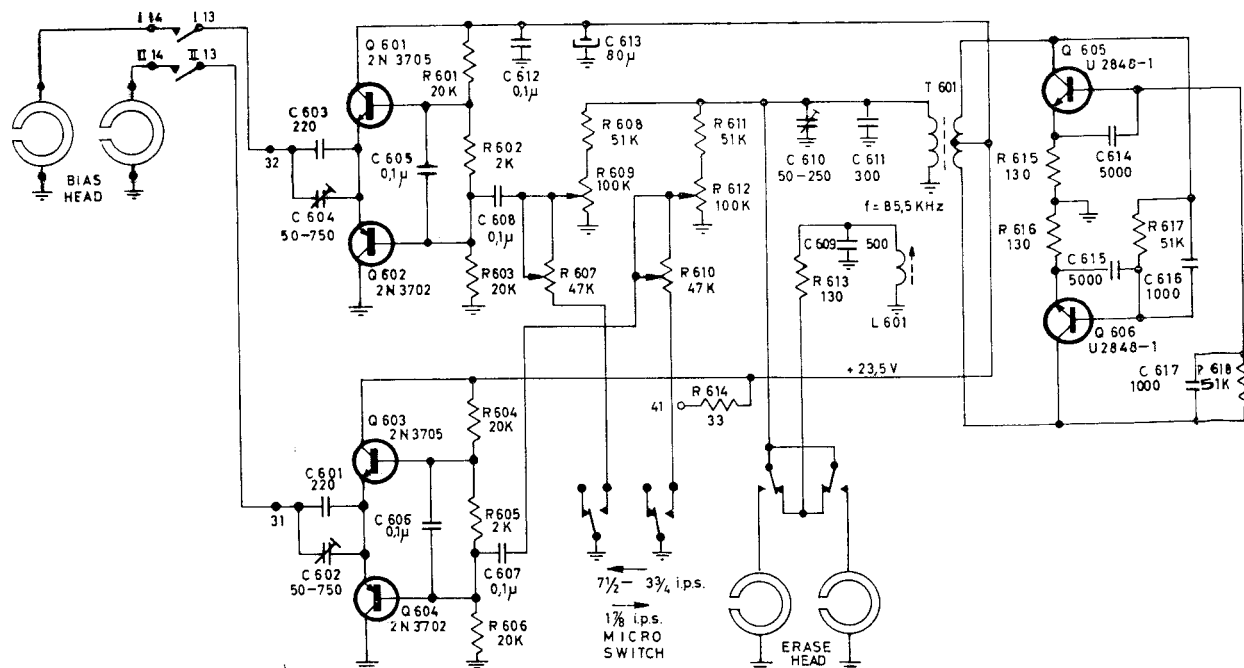 I 14
I 13
II 14
II 13
BIAS
HEAD
32
C 603
220
C 604
50-750
Q 601
2N 3705
R 601
20K
C 612
0,1µ
C 613
80µ
C 605
0,1µ
R 602
2K
C 608
0,1µ
Q 602
2N 3702
R 603
20K
R 608
51K
R 609
100K
R 607
47K
R 611
51K
R 612
100K
R 610
47K
C 610
50-250
C 611
300
T 601
f = 85,5 KHz
C 609
500
R 613
130
L 601
Q 605
U 2848-1
R 615
130
C 614
5000
R 616
130
R 617
51K
C 615
5000
C 616
1000
Q 606
U 2848-1
C 617
1000
R 618
51K
+ 23,5 V
R 614
33
41
Q 603
2N 3705
R 604
20K
C 601
220
31
C 602
50-750
C 606
0,1µ
R 605
2K
C 607
0,1µ
Q 604
2N 3702
R 606
20K
7½ - 3¾ i.p.s.
1⅞ i.p.s.
MICRO
SWITCH
ERASE
HEAD